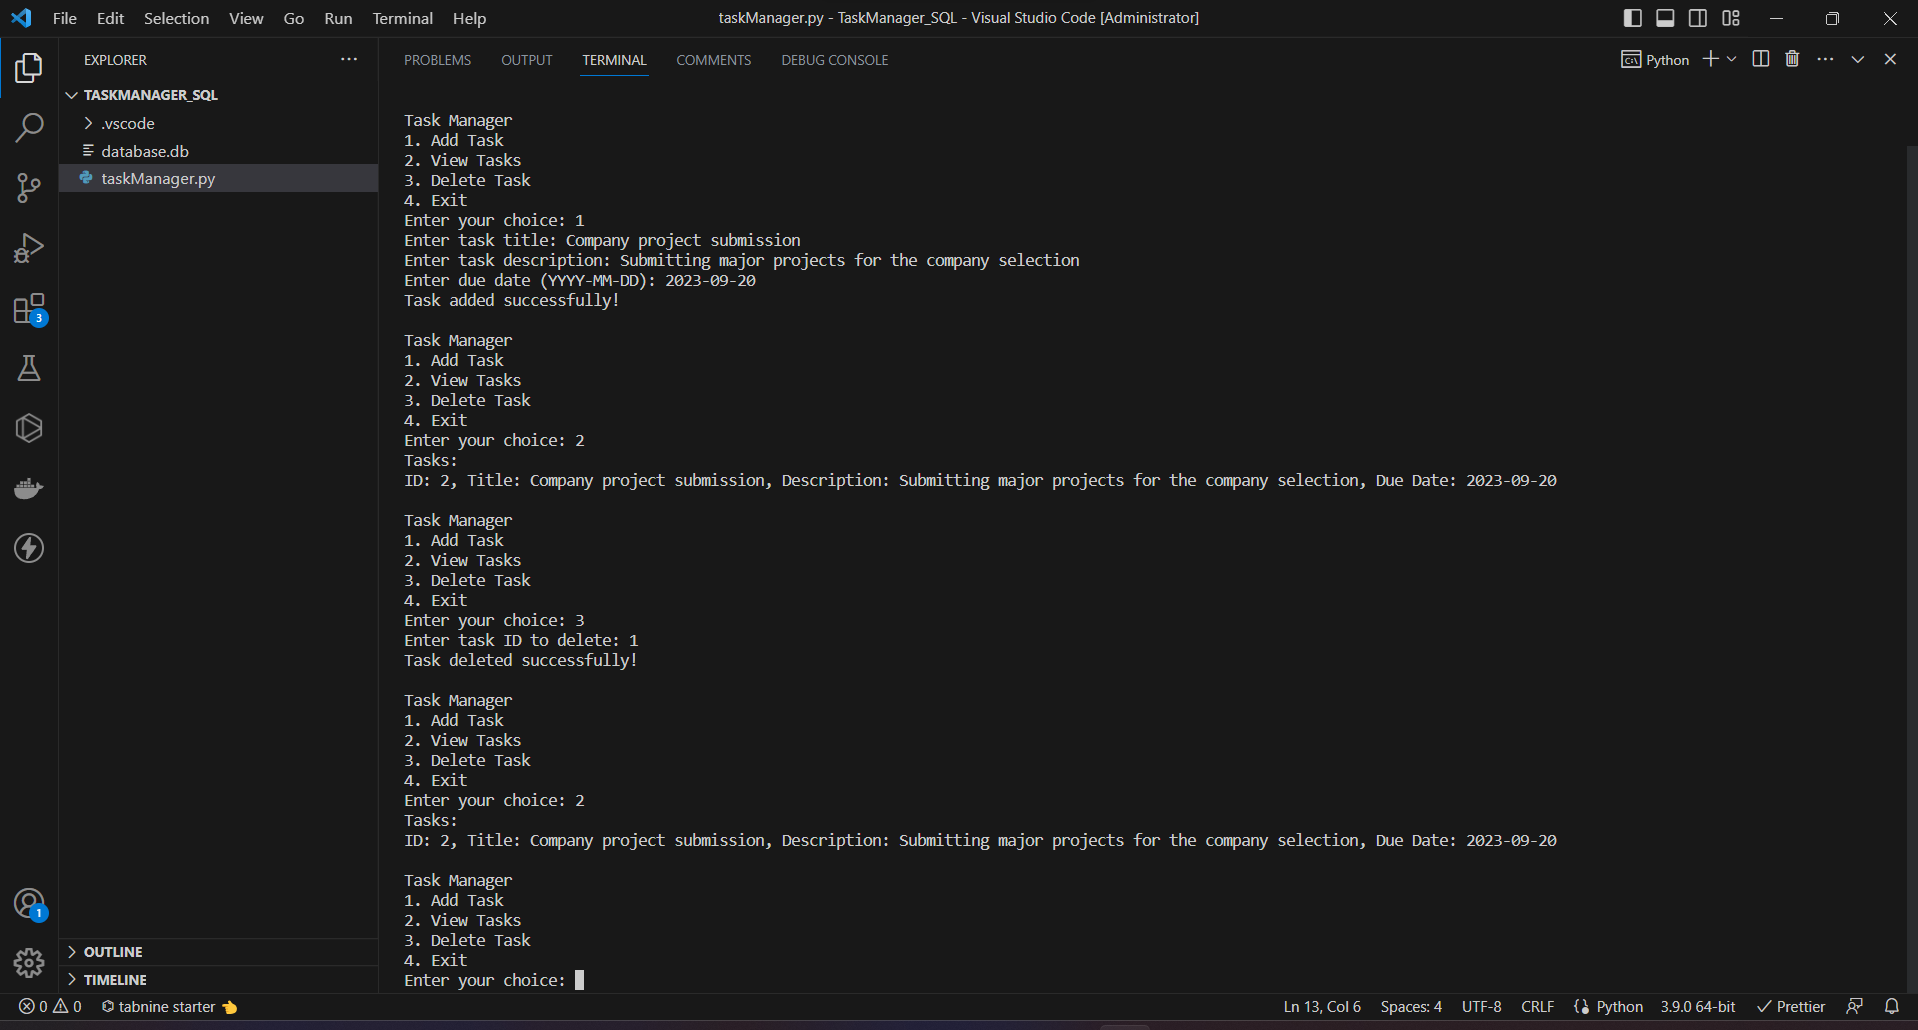 File Edit Selection View Go Run Terminal Help
taskManager.py - TaskManager_SQL - Visual Studio Code [Administrator]
EXPLORER
TASKMANAGER_SQL
.vscode
database.db
taskManager.py
OUTLINE
TIMELINE
3
1
PROBLEMS OUTPUT TERMINAL COMMENTS DEBUG CONSOLE
Python
Task Manager
1. Add Task
2. View Tasks
3. Delete Task
4. Exit
Enter your choice: 1
Enter task title: Company project submission
Enter task description: Submitting major projects for the company selection
Enter due date (YYYY-MM-DD): 2023-09-20
Task added successfully!
Task Manager
1. Add Task
2. View Tasks
3. Delete Task
4. Exit
Enter your choice: 2
Tasks:
ID: 2, Title: Company project submission, Description: Submitting major projects for the company selection, Due Date: 2023-09-20
Task Manager
1. Add Task
2. View Tasks
3. Delete Task
4. Exit
Enter your choice: 3
Enter task ID to delete: 1
Task deleted successfully!
Task Manager
1. Add Task
2. View Tasks
3. Delete Task
4. Exit
Enter your choice: 2
Tasks:
ID: 2, Title: Company project submission, Description: Submitting major projects for the company selection, Due Date: 2023-09-20
Task Manager
1. Add Task
2. View Tasks
3. Delete Task
4. Exit
Enter your choice:
0 0 tabnine starter 👈 Ln 13, Col 6 Spaces: 4 UTF-8 CRLF Python 3.9.0 64-bit Prettier